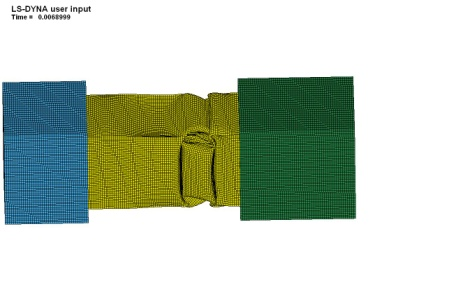 LS-DYNA user input
Time = 0.0068999